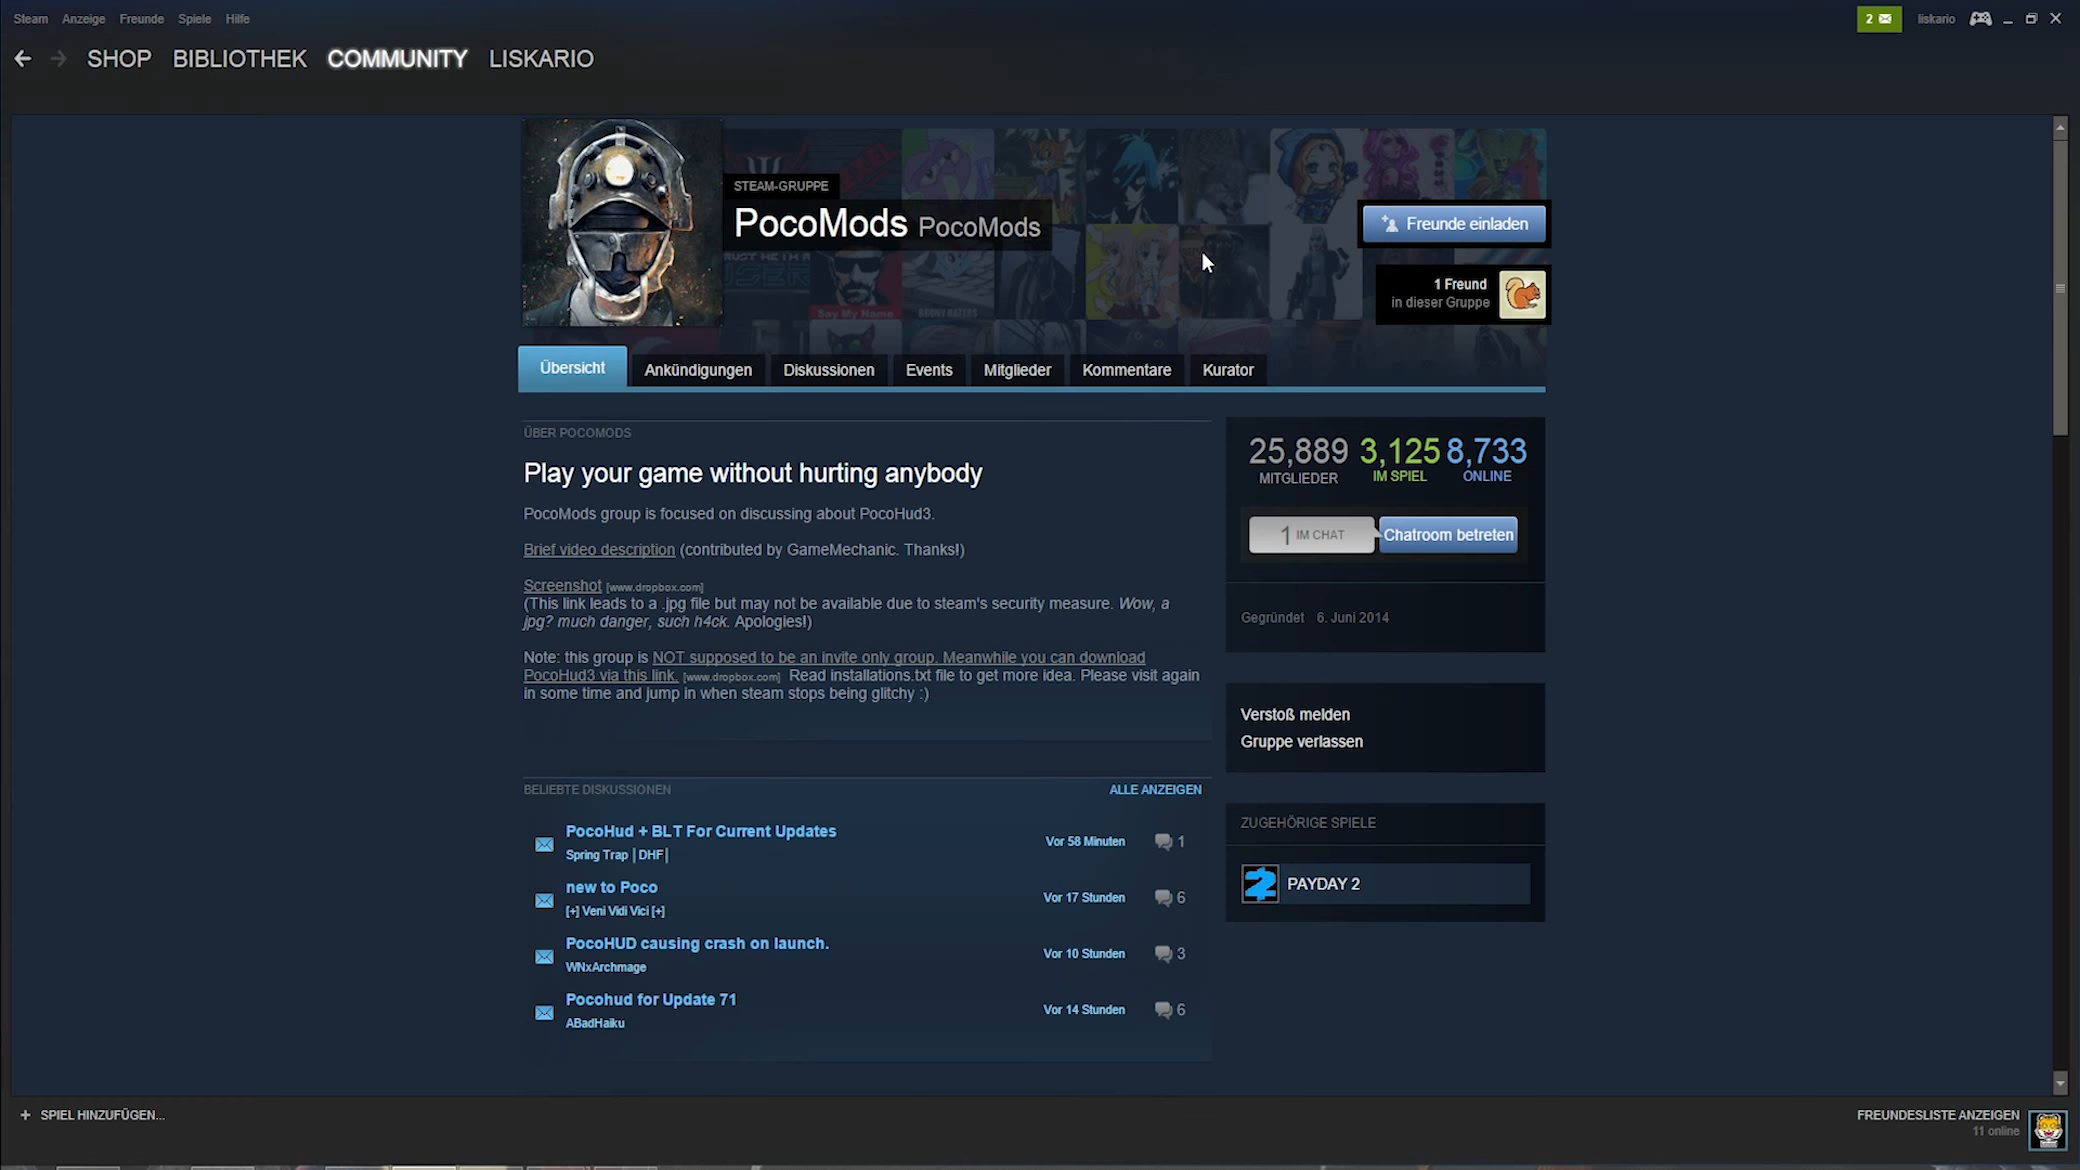 Steam Anzeige Freunde Spiele Hilfe
2 liskario
SHOP BIBLIOTHEK COMMUNITY LISKARIO
STEAM-GRUPPE
PocoMods PocoMods
Freunde einladen
1 Freund
in dieser Gruppe
Say My Name
Übersicht Ankündigungen Diskussionen Events Mitglieder Kommentare Kurator
ÜBER POCOMODS
Play your game without hurting anybody
PocoMods group is focused on discussing about PocoHud3.
Brief video description (contributed by GameMechanic. Thanks!)
Screenshot [www.dropbox.com]
(This link leads to a .jpg file but may not be available due to steam's security measure. Wow, a
jpg? much danger, such h4ck. Apologies!)
Note: this group is NOT supposed to be an invite only group. Meanwhile you can download
PocoHud3 via this link. [www.dropbox.com] Read installations.txt file to get more idea. Please visit again
in some time and jump in when steam stops being glitchy :)
25,889 3,125 8,733
MITGLIEDER IM SPIEL ONLINE
1 IM CHAT Chatroom betreten
Gegründet 6. Juni 2014
Verstoß melden
Gruppe verlassen
ZUGEHÖRIGE SPIELE
PAYDAY 2
BELIEBTE DISKUSSIONEN ALLE ANZEIGEN
PocoHud + BLT For Current Updates
Spring Trap | DHF|
Vor 58 Minuten 1
new to Poco
[+] Veni Vidi Vici [+]
Vor 17 Stunden 6
PocoHUD causing crash on launch.
WNxArchmage
Vor 10 Stunden 3
Pocohud for Update 71
ABadHaiku
Vor 14 Stunden 6
+ SPIEL HINZUFÜGEN...
FREUNDESLISTE ANZEIGEN
11 online